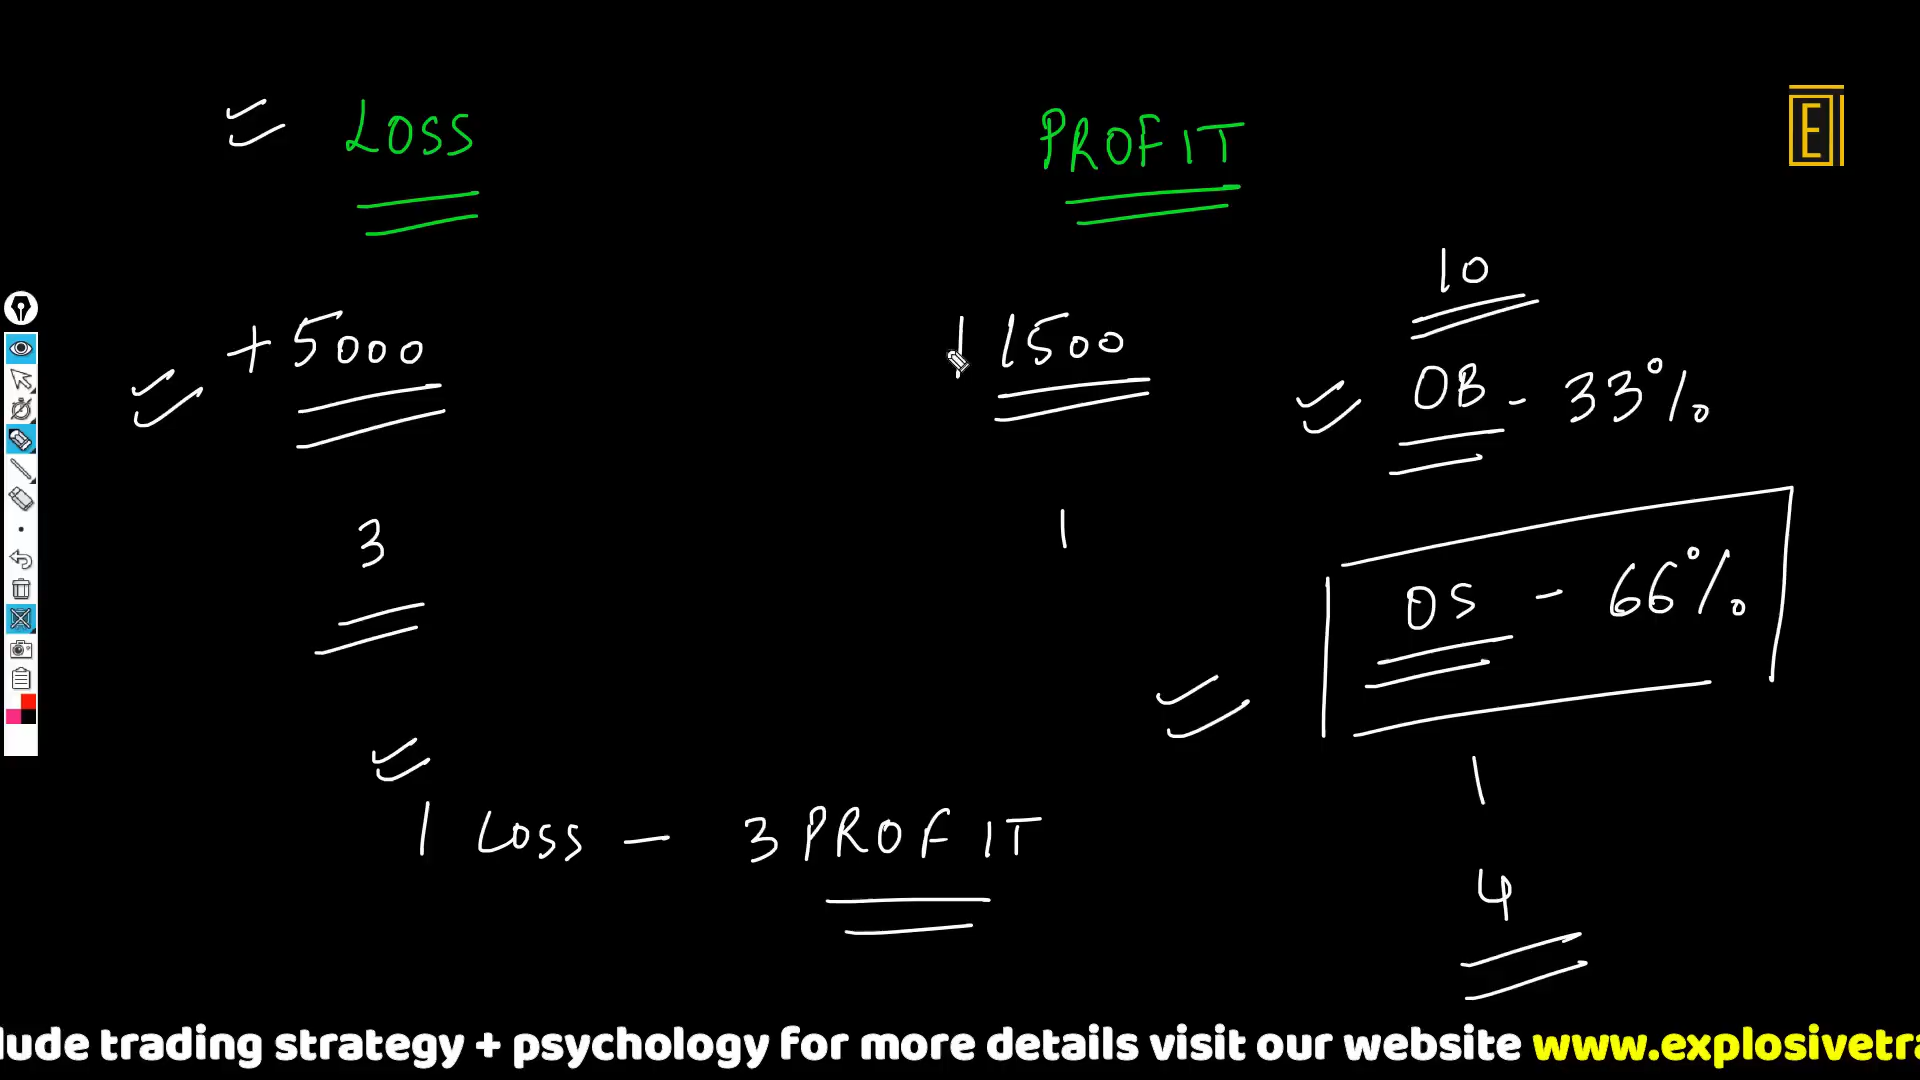 LOSS
PROFIT
E
10
+5000
1500
OB - 33%
3
1
OS - 66%
1
1 LOSS - 3 PROFIT
4
lude trading strategy + psychology for more details visit our website www.explosivetra